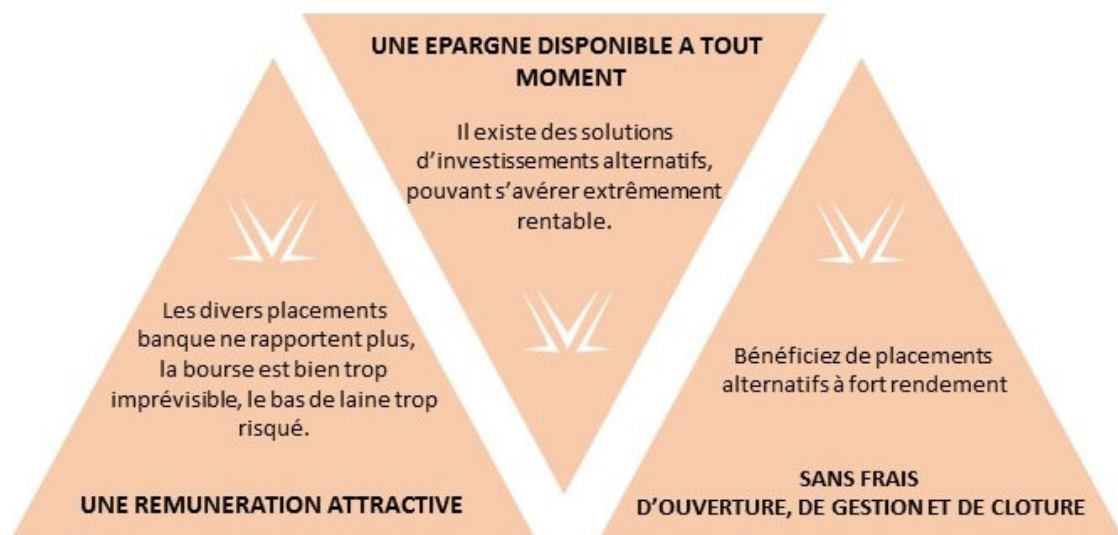 UNE EPARGNE DISPONIBLE A TOUT
MOMENT
Il existe des solutions
d’investissements alternatifs,
pouvant s’avérer extrêmement
rentable.
Les divers placements
banque ne rapportent plus,
la bourse est bien trop
imprévisible, le bas de laine trop
risqué.
UNE REMUNERATION ATTRACTIVE
Bénéficiez de placements
alternatifs à fort rendement
SANS FRAIS
D’OUVERTURE, DE GESTION ET DE CLOTURE